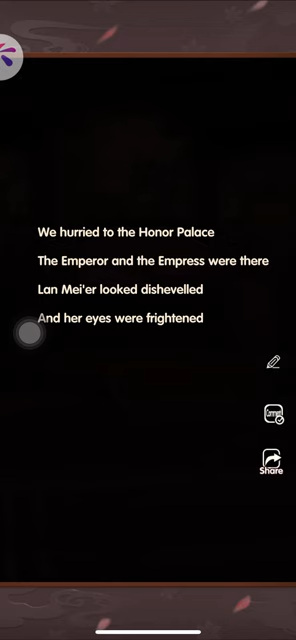 We hurried to the Honor Palace
The Emperor and the Empress were there
Lan Mei'er looked dishevelled
And her eyes were frightened
Comment
Share